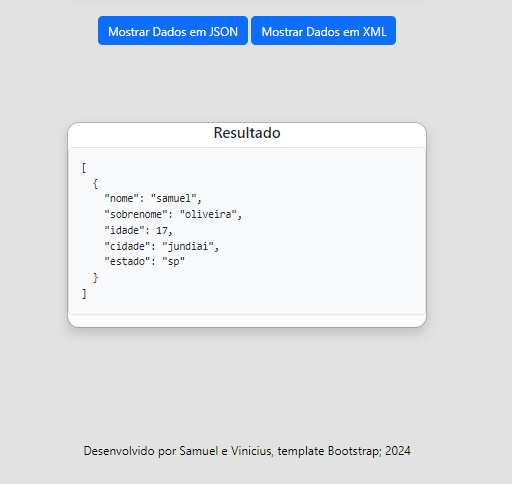 Mostrar Dados em JSON Mostrar Dados em XML
Resultado
[
  {
    "nome": "samuel",
    "sobrenome": "oliveira",
    "idade": 17,
    "cidade": "jundiai",
    "estado": "sp"
  }
]
Desenvolvido por Samuel e Vinicius, template Bootstrap; 2024